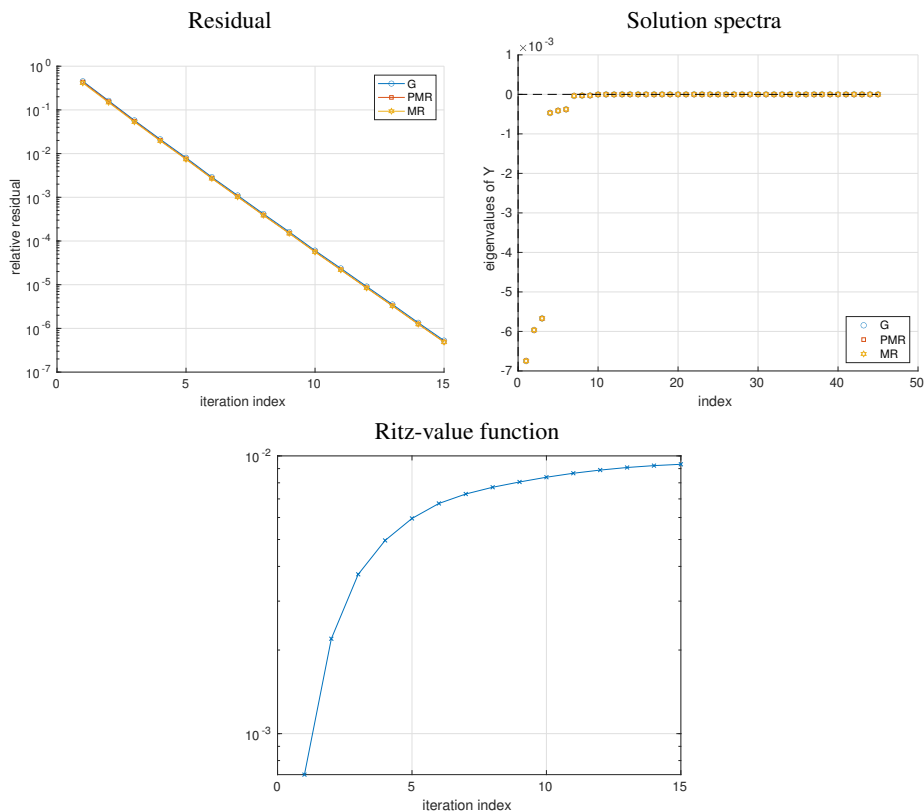 Residual
10^0
10^-1
10^-2
10^-3
10^-4
10^-5
10^-6
10^-7
relative residual
0 5 10 15
iteration index
G
PMR
MR
Solution spectra
×10^-3
1
0
-1
-2
-3
-4
-5
-6
-7
eigenvalues of Y
0 10 20 30 40 50
index
G
PMR
MR
Ritz-value function
10^-2
10^-3
0 5 10 15
iteration index